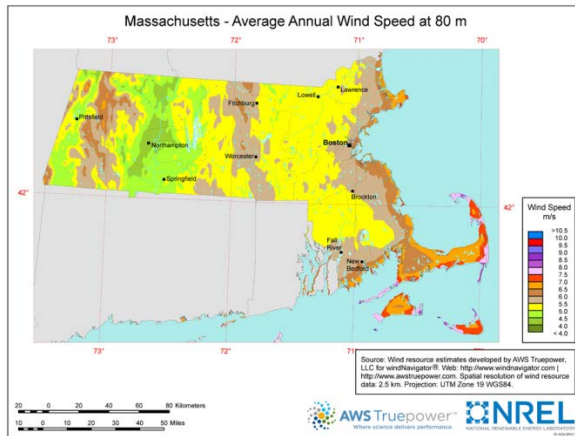 Massachusetts - Average Annual Wind Speed at 80 m
73°
72°
71°
70°
Pittsfield
Northampton
Springfield
Fitchburg
Worcester
Lowell
Lawrence
Boston
Brockton
Fall
River
New
Bedford
42°
42°
Wind Speed
m/s
>10.5
10.0
9.5
9.0
8.5
8.0
7.5
7.0
6.5
6.0
5.5
5.0
4.5
4.0
< 4.0
73°
72°
71°
70°
Source: Wind resource estimates developed by AWS Truepower,
LLC for windNavigator®. Web: http://www.windnavigator.com |
http://www.awstruepower.com. Spatial resolution of wind resource
data: 2.5 km. Projection: UTM Zone 19 WGS84.
20 10 0 20 40 60 80 Kilometers
10 5 0 10 20 30 40 50 Miles
AWS Truepower™
Where science delivers performance.
NREL
NATIONAL RENEWABLE ENERGY LABORATORY